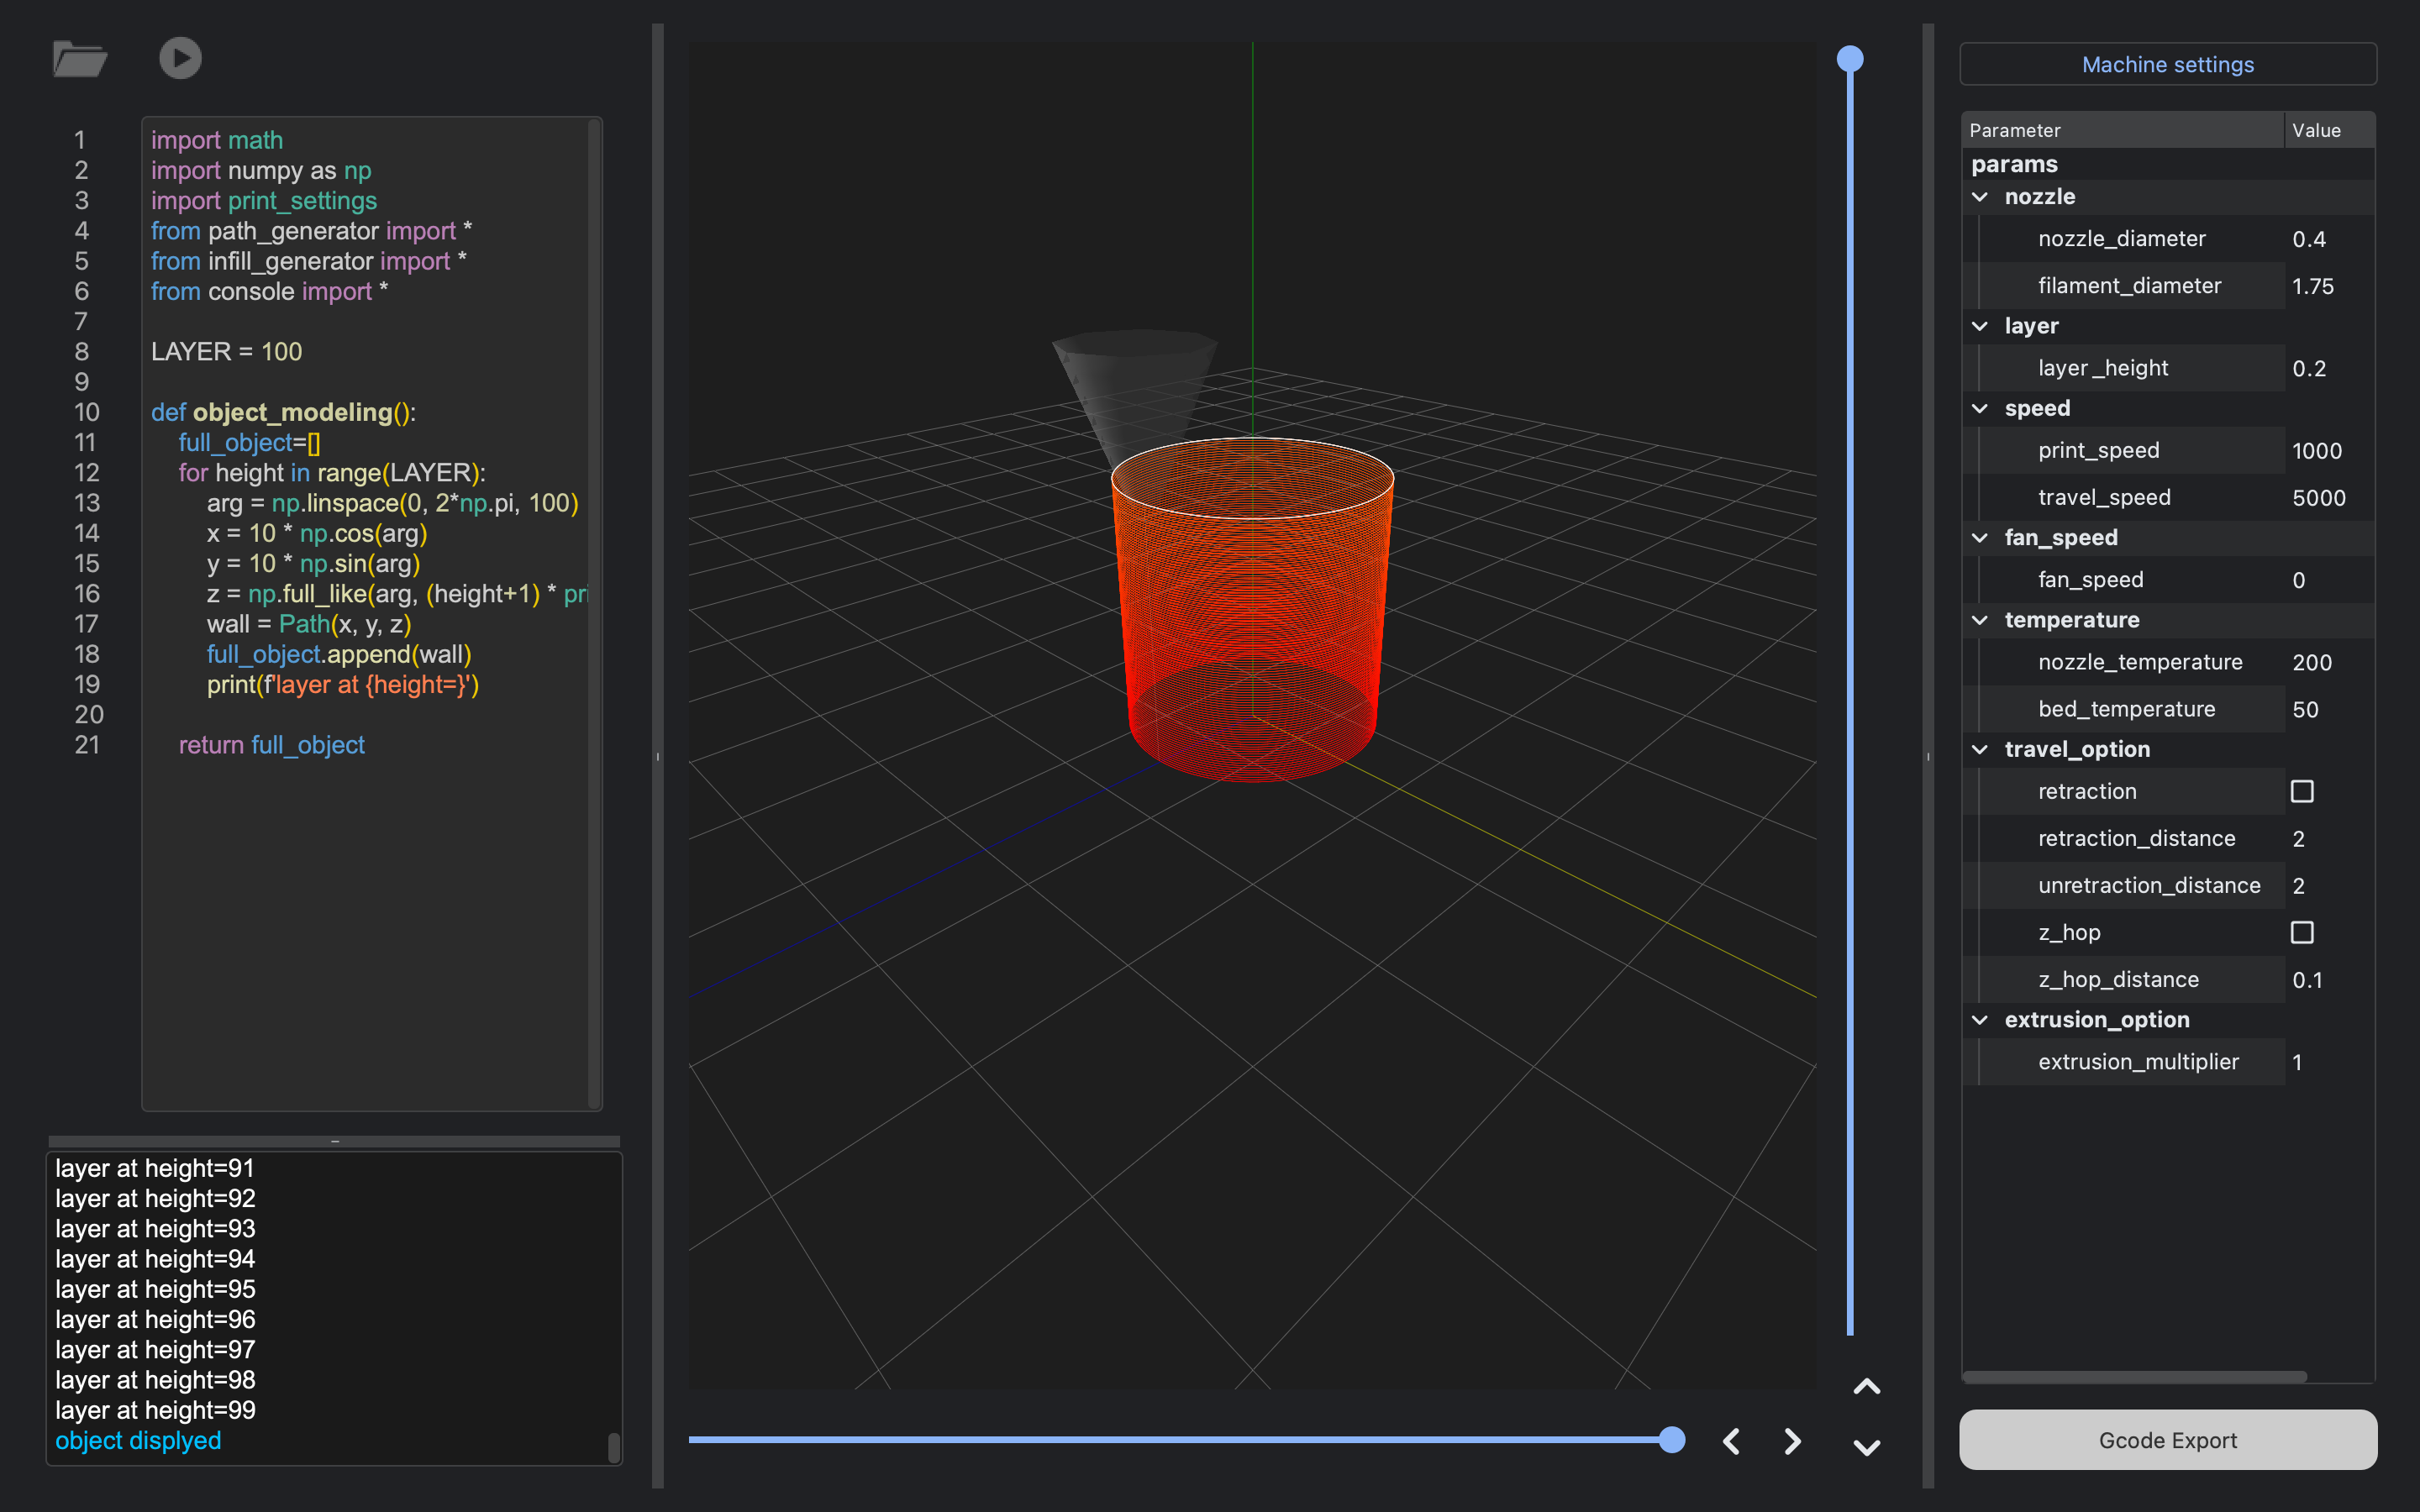 1 import math
2 import numpy as np
3 import print_settings
4 from path_generator import *
5 from infill_generator import *
6 from console import *
7
8 LAYER = 100
9
10 def object_modeling():
11 full_object=[]
12 for height in range(LAYER):
13 arg = np.linspace(0, 2*np.pi, 100)
14 x = 10 * np.cos(arg)
15 y = 10 * np.sin(arg)
16 z = np.full_like(arg, (height+1) * pri
17 wall = Path(x, y, z)
18 full_object.append(wall)
19 print(f'layer at {height=}')
20
21 return full_object
layer at height=91
layer at height=92
layer at height=93
layer at height=94
layer at height=95
layer at height=96
layer at height=97
layer at height=98
layer at height=99
object displyed
Machine settings
Parameter Value
params
nozzle
nozzle_diameter 0.4
filament_diameter 1.75
layer
layer_height 0.2
speed
print_speed 1000
travel_speed 5000
fan_speed
fan_speed 0
temperature
nozzle_temperature 200
bed_temperature 50
travel_option
retraction
retraction_distance 2
unretraction_distance 2
z_hop
z_hop_distance 0.1
extrusion_option
extrusion_multiplier 1
Gcode Export